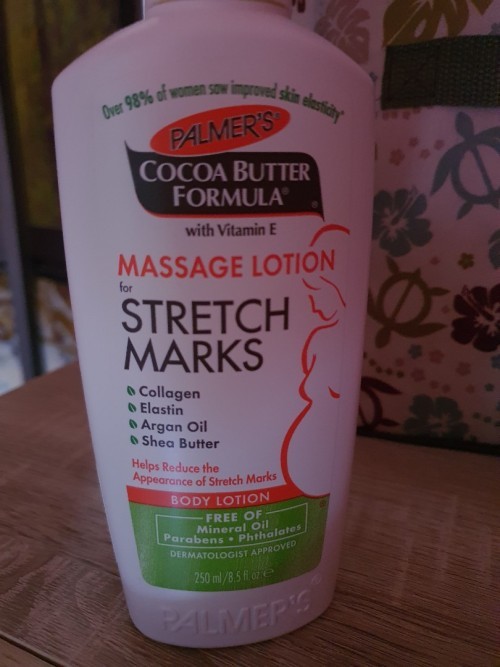 Over 98% of women saw improved skin elasticity*
PALMER'S®
COCOA BUTTER
FORMULA®
with Vitamin E
MASSAGE LOTION
for
STRETCH
MARKS
Collagen
Elastin
Argan Oil
Shea Butter
Helps Reduce the
Appearance of Stretch Marks
BODY LOTION
FREE OF
Mineral Oil
Parabens • Phthalates
DERMATOLOGIST APPROVED
250 ml/8.5 fl. oz ℮
PALMER'S